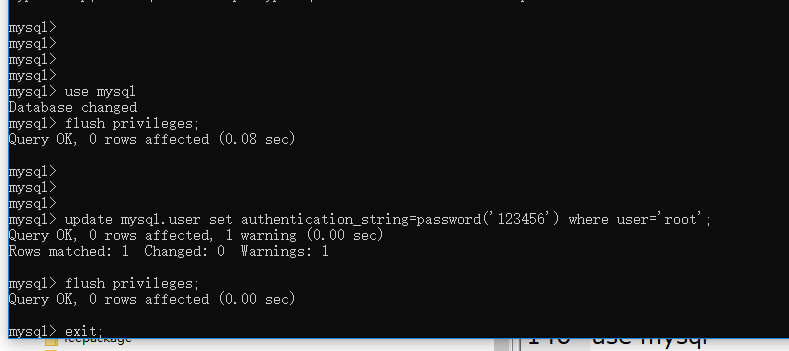 mysql>
mysql>
mysql>
mysql>
mysql> use mysql
Database changed
mysql> flush privileges;
Query OK, 0 rows affected (0.08 sec)
mysql>
mysql>
mysql>
mysql> update mysql.user set authentication_string=password('123456') where user='root';
Query OK, 0 rows affected, 1 warning (0.00 sec)
Rows matched: 1  Changed: 0  Warnings: 1
mysql> flush privileges;
Query OK, 0 rows affected (0.00 sec)
mysql> exit;
use mysql